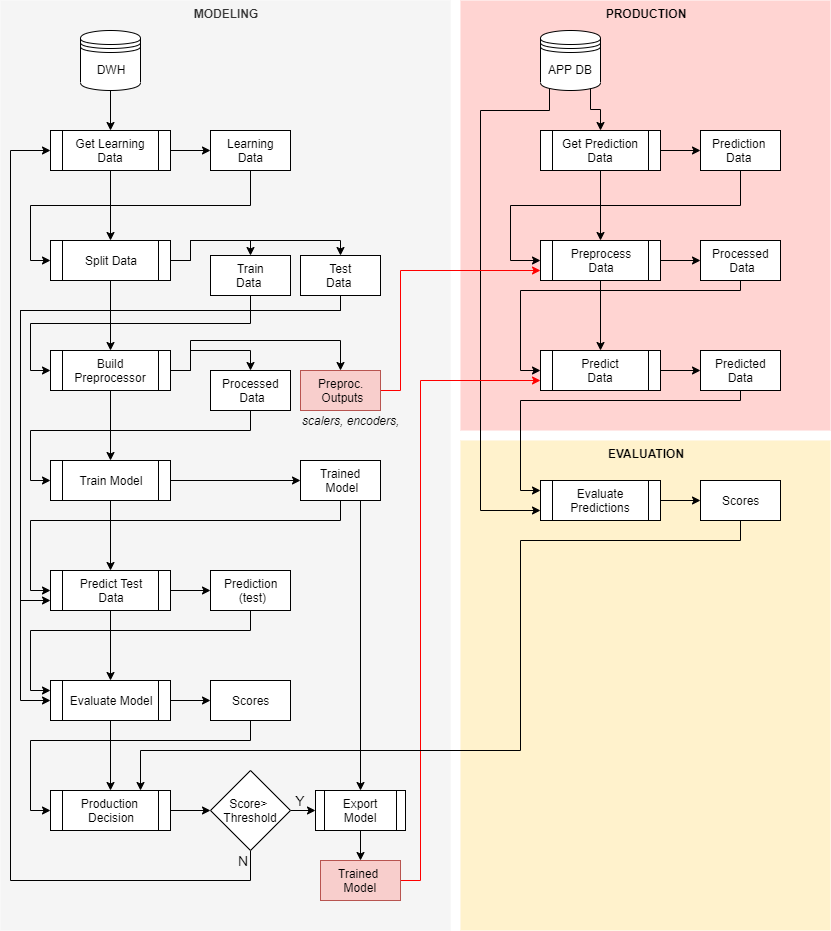 MODELING
DWH
Get Learning
Data
Learning
Data
Split Data
Train
Data
Test
Data
Build
Preprocessor
Processed
Data
Preproc.
Outputs
scalers, encoders,
Train Model
Trained
Model
Predict Test
Data
Prediction
(test)
Evaluate Model
Scores
Production
Decision
Score>
Threshold
Y
N
Export
Model
Trained
Model
PRODUCTION
APP DB
Get Prediction
Data
Prediction
Data
Preprocess
Data
Processed
Data
Predict
Data
Predicted
Data
EVALUATION
Evaluate
Predictions
Scores